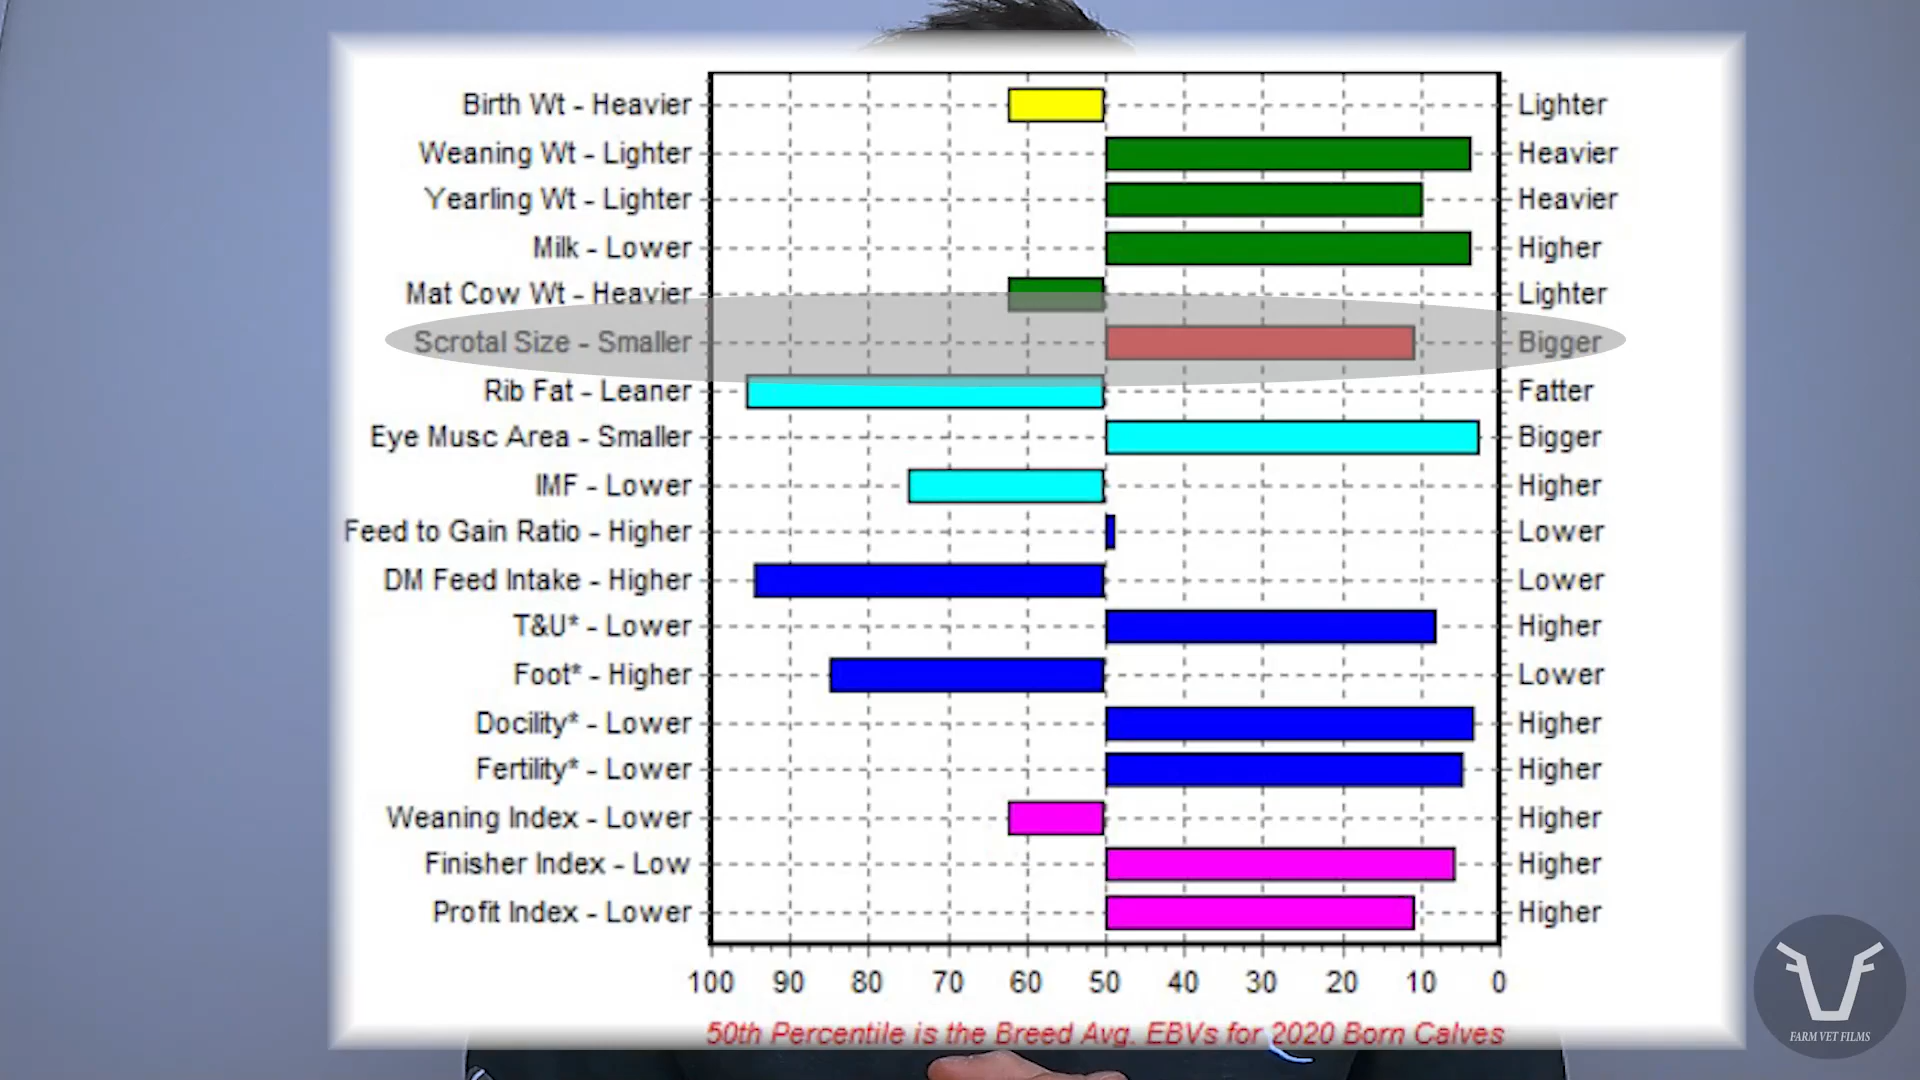 Birth Wt - Heavier Lighter
Weaning Wt - Lighter Heavier
Yearling Wt - Lighter Heavier
Milk - Lower Higher
Mat Cow Wt - Heavier Lighter
Scrotal Size - Smaller Bigger
Rib Fat - Leaner Fatter
Eye Musc Area - Smaller Bigger
IMF - Lower Higher
Feed to Gain Ratio - Higher Lower
DM Feed Intake - Higher Lower
T&U* - Lower Higher
Foot* - Higher Lower
Docility* - Lower Higher
Fertility* - Lower Higher
Weaning Index - Lower Higher
Finisher Index - Low Higher
Profit Index - Lower Higher
100 90 80 70 60 50 40 30 20 10 0
50th Percentile is the Breed Avg. EBVs for 2020 Born Calves
FARM VET FILMS